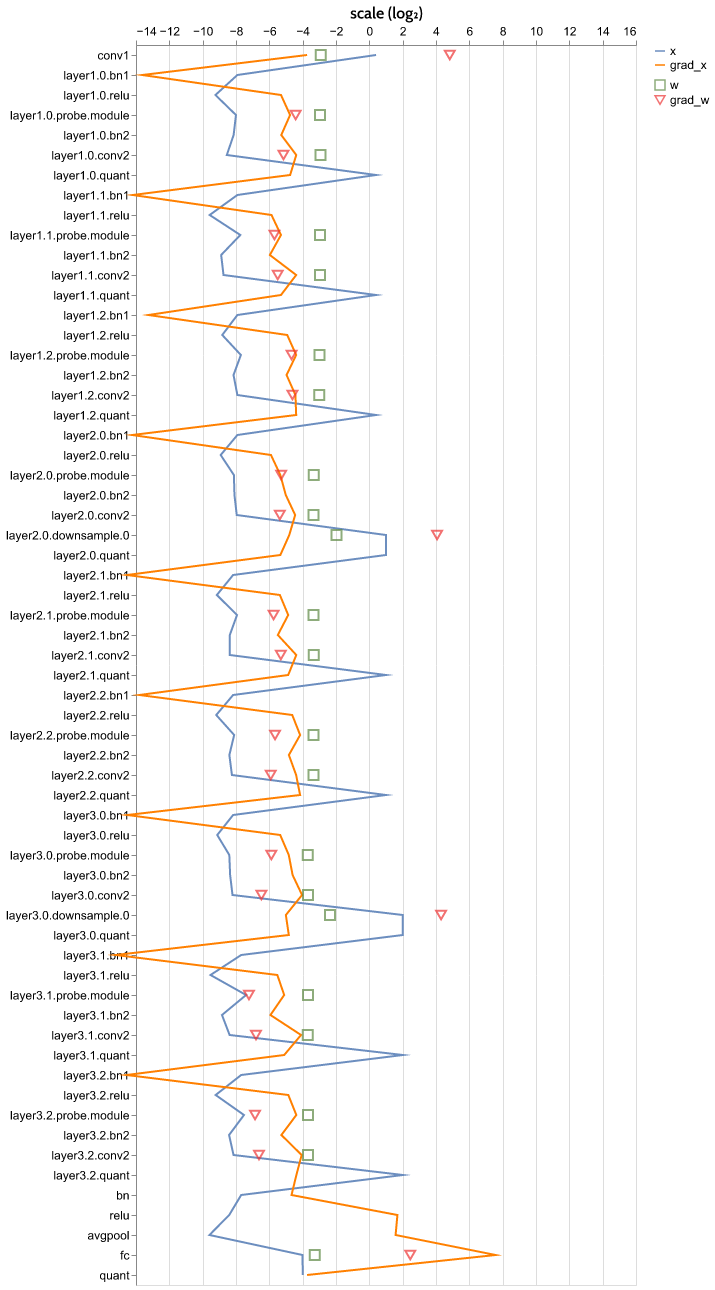 scale (log₂)
−14 −12 −10 −8 −6 −4 −2 0 2 4 6 8 10 12 14 16
x
grad_x
w
grad_w
conv1
layer1.0.bn1
layer1.0.relu
layer1.0.probe.module
layer1.0.bn2
layer1.0.conv2
layer1.0.quant
layer1.1.bn1
layer1.1.relu
layer1.1.probe.module
layer1.1.bn2
layer1.1.conv2
layer1.1.quant
layer1.2.bn1
layer1.2.relu
layer1.2.probe.module
layer1.2.bn2
layer1.2.conv2
layer1.2.quant
layer2.0.bn1
layer2.0.relu
layer2.0.probe.module
layer2.0.bn2
layer2.0.conv2
layer2.0.downsample.0
layer2.0.quant
layer2.1.bn1
layer2.1.relu
layer2.1.probe.module
layer2.1.bn2
layer2.1.conv2
layer2.1.quant
layer2.2.bn1
layer2.2.relu
layer2.2.probe.module
layer2.2.bn2
layer2.2.conv2
layer2.2.quant
layer3.0.bn1
layer3.0.relu
layer3.0.probe.module
layer3.0.bn2
layer3.0.conv2
layer3.0.downsample.0
layer3.0.quant
layer3.1.bn1
layer3.1.relu
layer3.1.probe.module
layer3.1.bn2
layer3.1.conv2
layer3.1.quant
layer3.2.bn1
layer3.2.relu
layer3.2.probe.module
layer3.2.bn2
layer3.2.conv2
layer3.2.quant
bn
relu
avgpool
fc
quant